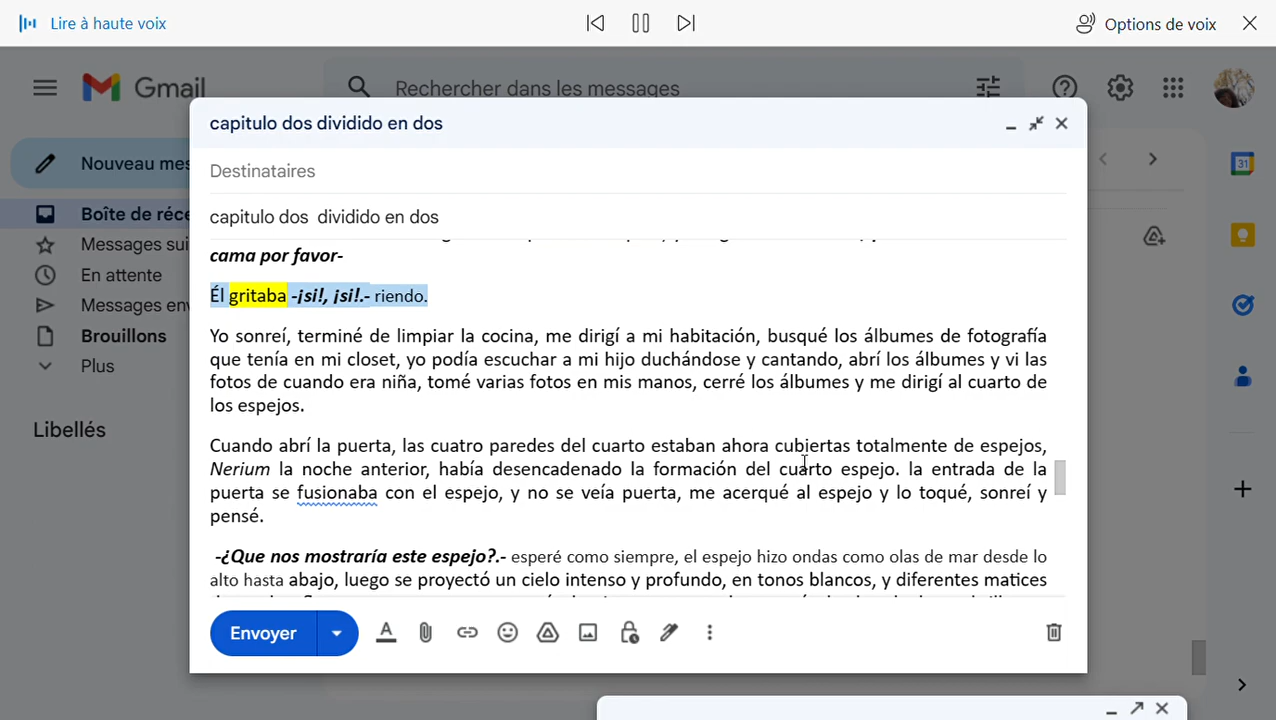 Lire à haute voix
Options de voix
Gmail
Rechercher dans les messages
capitulo dos dividido en dos
Nouveau mes
Destinataires
Boîte de réce
capitulo dos dividido en dos
Messages sui
cama por favor-
En attente
Él gritaba -¡si!, ¡si!.- riendo.
Messages env
Brouillons
Yo sonreí, terminé de limpiar la cocina, me dirigí a mi habitación, busqué los álbumes de fotografía
que tenía en mi closet, yo podía escuchar a mi hijo duchándose y cantando, abrí los álbumes y vi las
Plus
fotos de cuando era niña, tomé varias fotos en mis manos, cerré los álbumes y me dirigí al cuarto de
los espejos.
Libellés
Cuando abrí la puerta, las cuatro paredes del cuarto estaban ahora cubiertas totalmente de espejos,
Nerium la noche anterior, había desencadenado la formación del cuarto espejo. la entrada de la
puerta se fusionaba con el espejo, y no se veía puerta, me acerqué al espejo y lo toqué, sonreí y
pensé.
-¿Que nos mostraría este espejo?.- esperé como siempre, el espejo hizo ondas como olas de mar desde lo
alto hasta abajo, luego se proyectó un cielo intenso y profundo, en tonos blancos, y diferentes matices
Envoyer
31